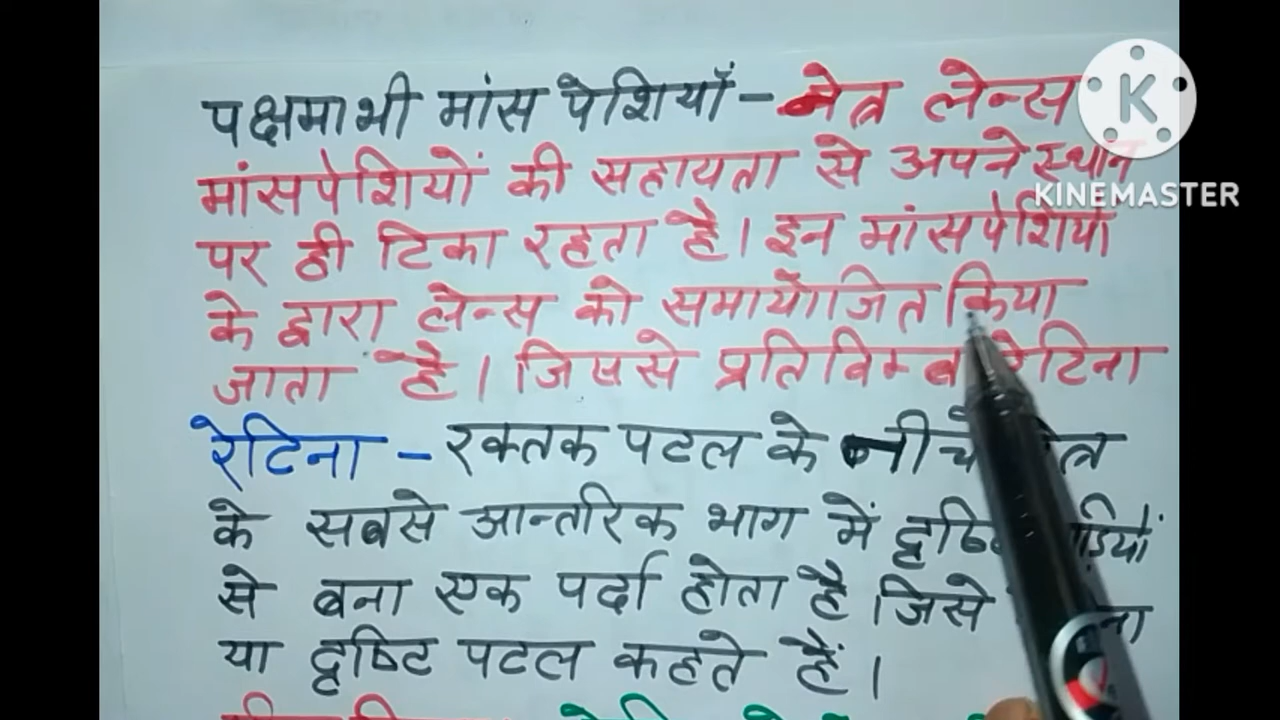 पक्षमाभी मांस पेशियाँ - नेत्र लेन्स
मांसपेशियों की सहायता से अपने स्थान
पर ही टिका रहता है। इन मांसपेशियों
के द्वारा लेन्स को समायोजित किया
जाता है। जिससे प्रतिविम्ब रेटिना
रेटिना - रक्तक पटल के नीचे
के सबसे आन्तरिक भाग में
से बना एक पर्दा होता है जिसे
या दृष्टि पटल कहते हैं।
K
KINEMASTER